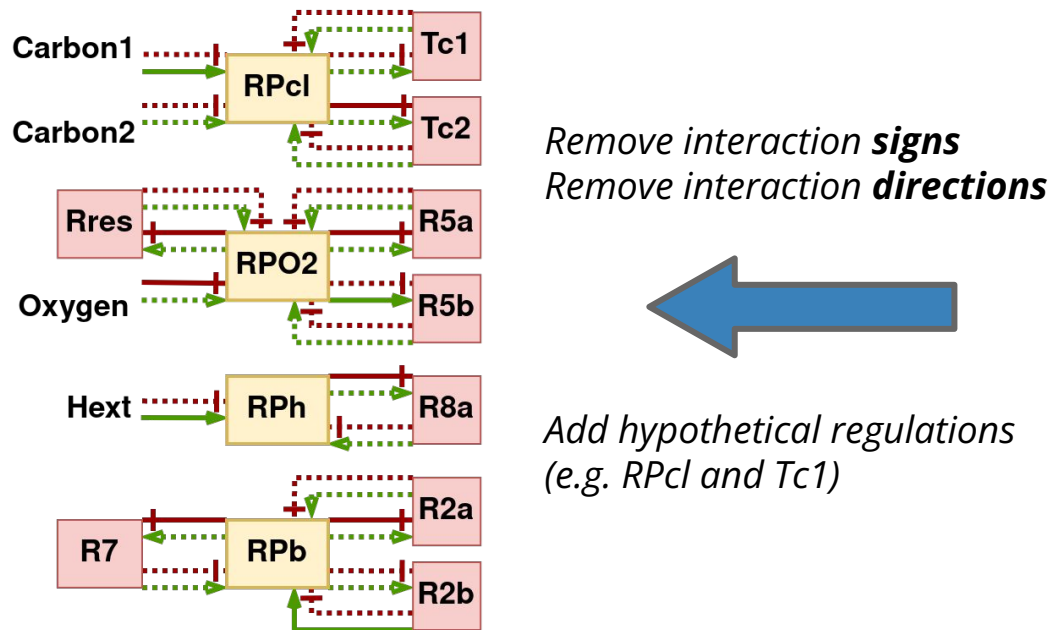 Carbon1
Tc1
RPcl
Carbon2
Tc2
Remove interaction signs
Remove interaction directions
Rres
R5a
RPO2
Oxygen
R5b
Hext
RPh
R8a
Add hypothetical regulations
(e.g. RPcl and Tc1)
R2a
R7
RPb
R2b